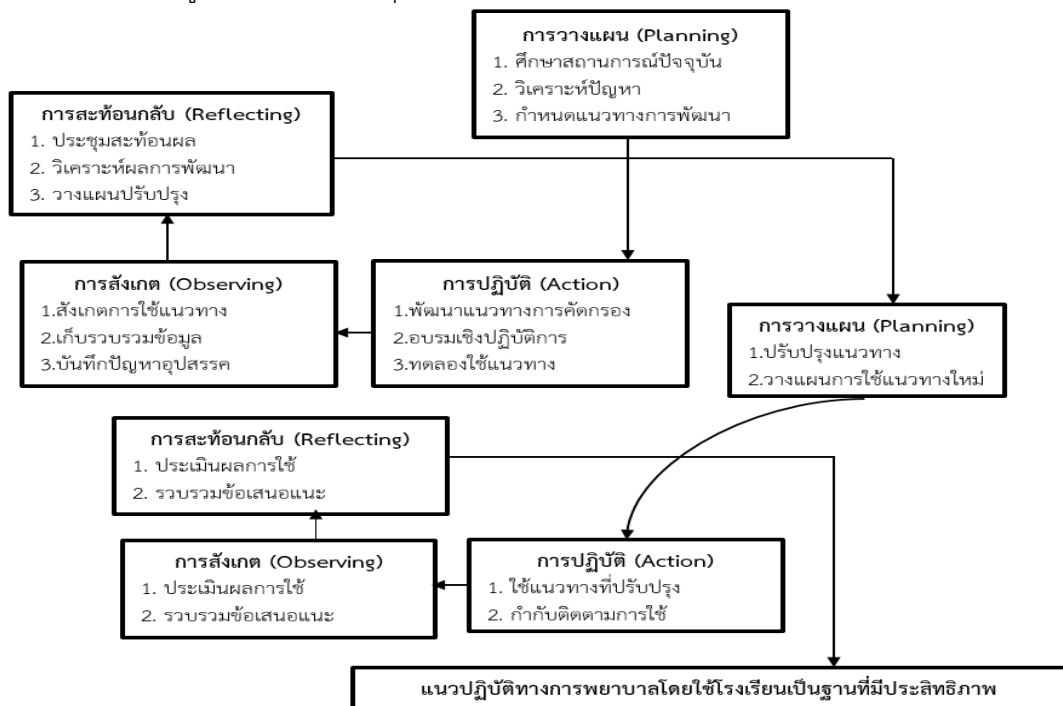 การวางแผน (Planning)
1. ศึกษาสถานการณ์ปัจจุบัน
2. วิเคราะห์ปัญหา
3. กำหนดแนวทางการพัฒนา
การสะท้อนกลับ (Reflecting)
1. ประชุมสะท้อนผล
2. วิเคราะห์ผลการพัฒนา
3. วางแผนปรับปรุง
การสังเกต (Observing)
1.สังเกตการใช้แนวทาง
2.เก็บรวบรวมข้อมูล
3.บันทึกปัญหาอุปสรรค
การปฏิบัติ (Action)
1.พัฒนาแนวทางการคัดกรอง
2.อบรมเชิงปฏิบัติการ
3.ทดลองใช้แนวทาง
การวางแผน (Planning)
1.ปรับปรุงแนวทาง
2.วางแผนการใช้แนวทางใหม่
การสะท้อนกลับ (Reflecting)
1. ประเมินผลการใช้
2. รวบรวมข้อเสนอแนะ
การสังเกต (Observing)
1. ประเมินผลการใช้
2. รวบรวมข้อเสนอแนะ
การปฏิบัติ (Action)
1. ใช้แนวทางที่ปรับปรุง
2. กำกับติดตามการใช้
แนวปฏิบัติทางการพยาบาลโดยใช้โรงเรียนเป็นฐานที่มีประสิทธิภาพ